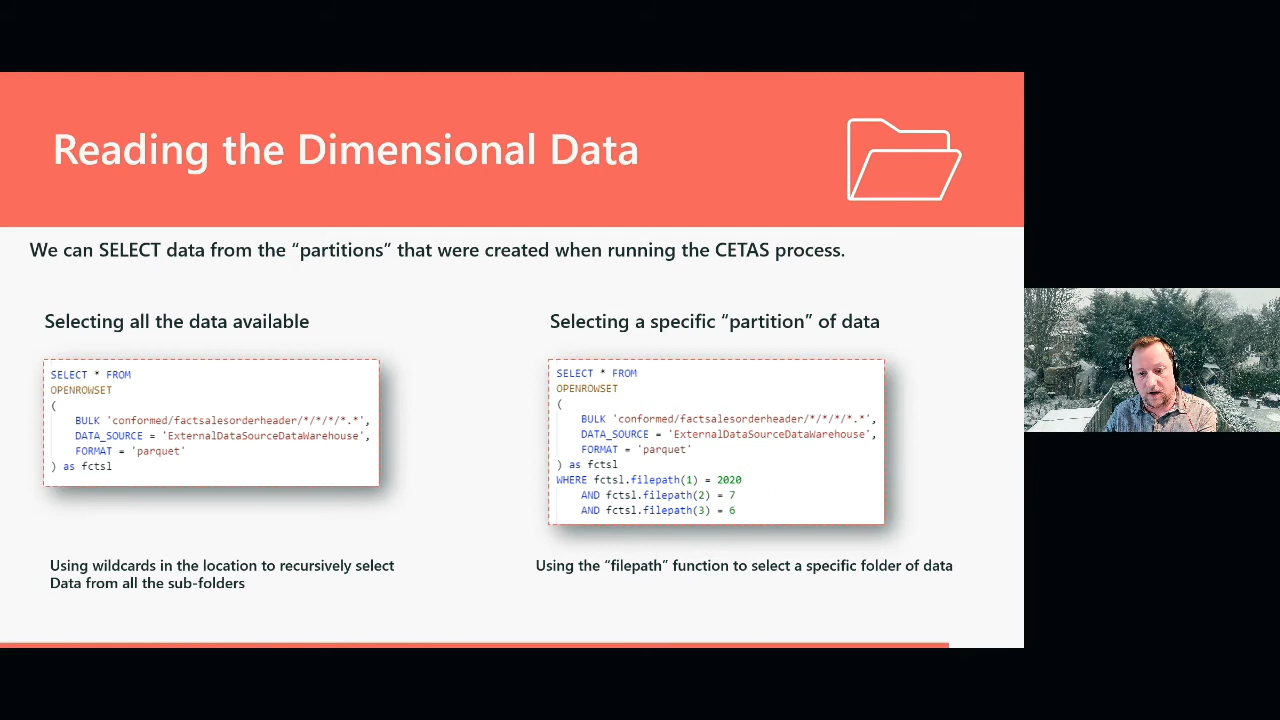 Reading the Dimensional Data
We can SELECT data from the “partitions” that were created when running the CETAS process.
Selecting all the data available
SELECT * FROM
OPENROWSET
(
BULK 'conformed/factsalesorderheader/*/*/*/*.*',
DATA_SOURCE = 'ExternalDataSourceDataWarehouse',
FORMAT = 'parquet'
) as fctsl
Using wildcards in the location to recursively select
Data from all the sub-folders
Selecting a specific “partition” of data
SELECT * FROM
OPENROWSET
(
BULK 'conformed/factsalesorderheader/*/*/*/*.*',
DATA_SOURCE = 'ExternalDataSourceDataWarehouse',
FORMAT = 'parquet'
) as fctsl
WHERE fctsl.filepath(1) = 2020
AND fctsl.filepath(2) = 7
AND fctsl.filepath(3) = 6
Using the “filepath” function to select a specific folder of data